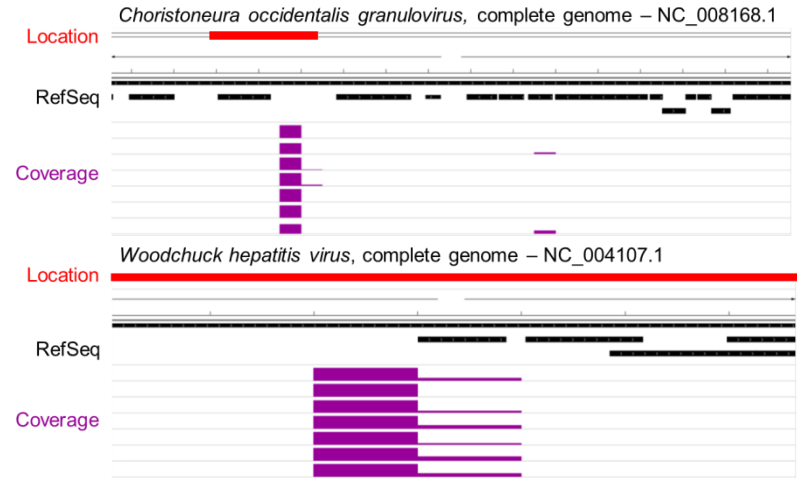 Choristoneura occidentalis granulovirus, complete genome – NC_008168.1
Location
RefSeq
Coverage
Woodchuck hepatitis virus, complete genome – NC_004107.1
Location
RefSeq
Coverage